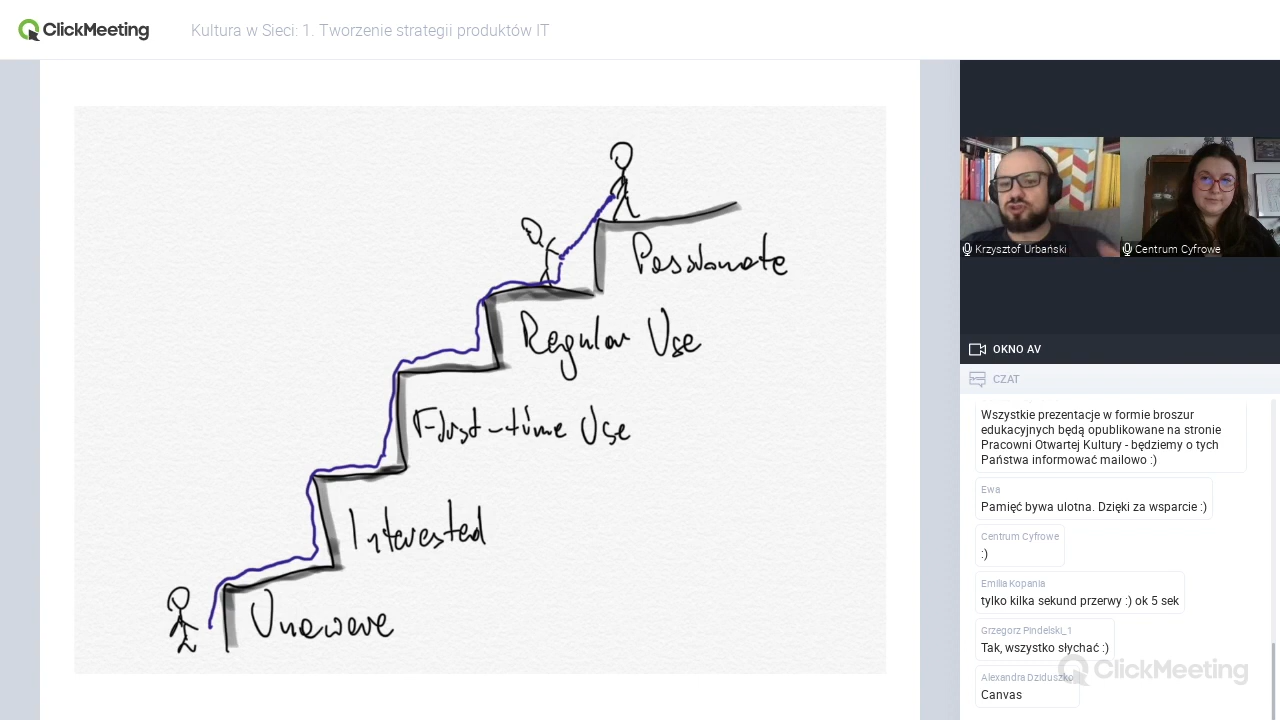 ClickMeeting
Kultura w Sieci: 1. Tworzenie strategii produktów IT
Passionate
Regular Use
First-time Use
Interested
Unaware
Krzysztof Urbański
Centrum Cyfrowe
OKNO AV
CZAT
Wszystkie prezentacje w formie broszur
edukacyjnych będą opublikowane na stronie
Pracowni Otwartej Kultury - będziemy o tych
Państwa informować mailowo :)
Ewa
Pamięć bywa ulotna. Dzięki za wsparcie :)
Centrum Cyfrowe
:)
Emilia Kopania
tylko kilka sekund przerwy :) ok 5 sek
Grzegorz Pindelski_1
Tak, wszystko słychać :)
Alexandra Dziduszko
Canvas
ClickMeeting